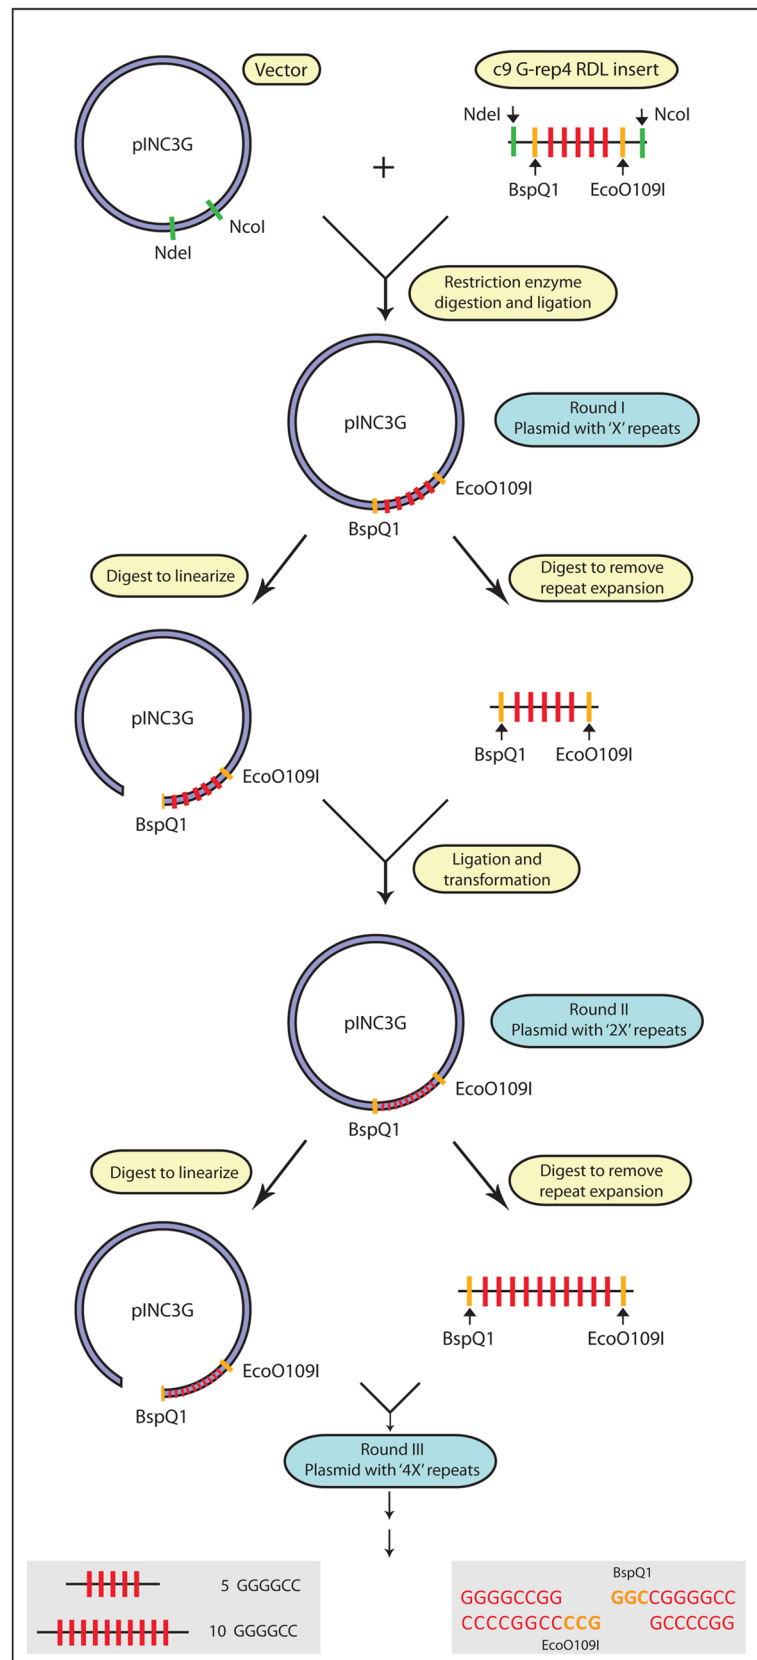 Vector
c9 G-rep4 RDL insert
pINC3G
NdeI
NcoI
+
BspQ1
EcoO109I
NcoI
NdeI
Restriction enzyme
digestion and ligation
pINC3G
Round I
Plasmid with ‘X’ repeats
EcoO109I
BspQ1
Digest to linearize
Digest to remove
repeat expansion
pINC3G
EcoO109I
BspQ1
BspQ1
EcoO109I
Ligation and
transformation
pINC3G
Round II
Plasmid with ‘2X’ repeats
EcoO109I
BspQ1
Digest to linearize
Digest to remove
repeat expansion
pINC3G
EcoO109I
BspQ1
BspQ1
EcoO109I
Round III
Plasmid with ‘4X’ repeats
5 GGGGCC
10 GGGGCC
BspQ1
GGGGCCGG GGCCGGGGCC
CCCCGGCCCCG GCCCCGG
EcoO109I